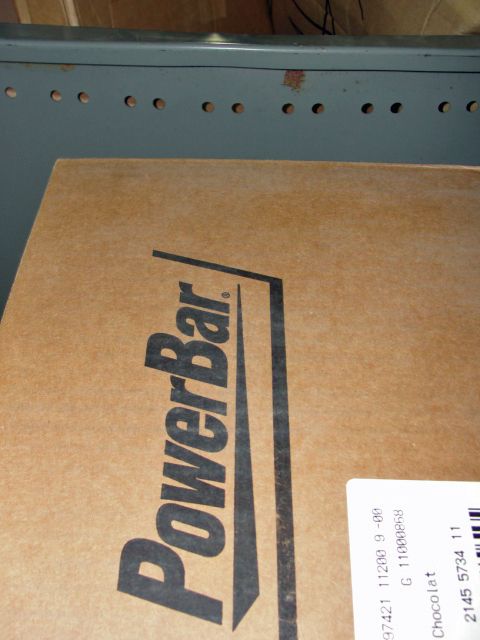 PowerBar®
97421 11200 9 -00
G 11000868
Chocolat
2145 5734 11